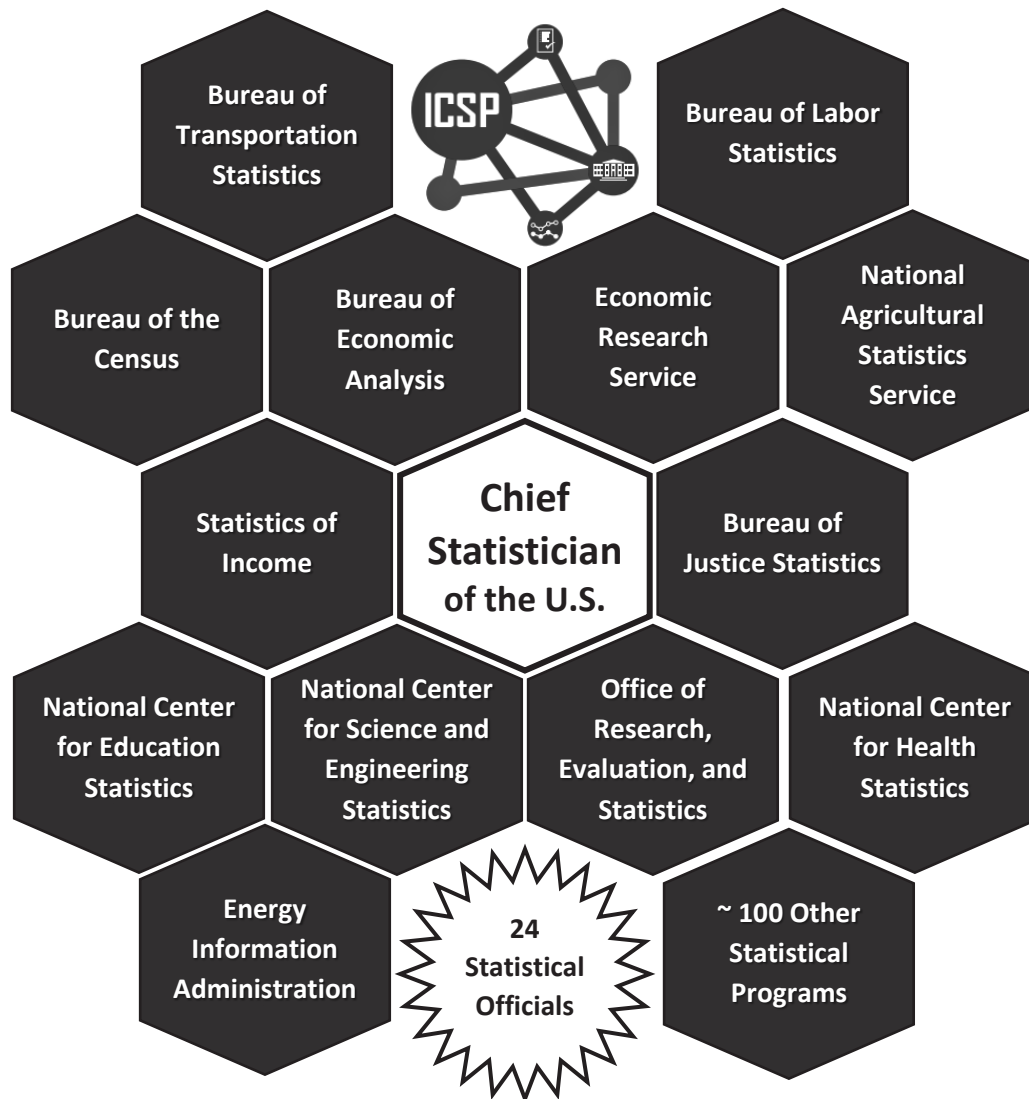 Bureau of
Transportation
Statistics
ICSP
Bureau of Labor
Statistics
Bureau of the
Census
Bureau of
Economic
Analysis
Economic
Research
Service
National
Agricultural
Statistics
Service
Statistics of
Income
Chief
Statistician
of the U.S.
Bureau of
Justice Statistics
National Center
for Education
Statistics
National Center
for Science and
Engineering
Statistics
Office of
Research,
Evaluation, and
Statistics
National Center
for Health
Statistics
Energy
Information
Administration
24
Statistical
Officials
~ 100 Other
Statistical
Programs